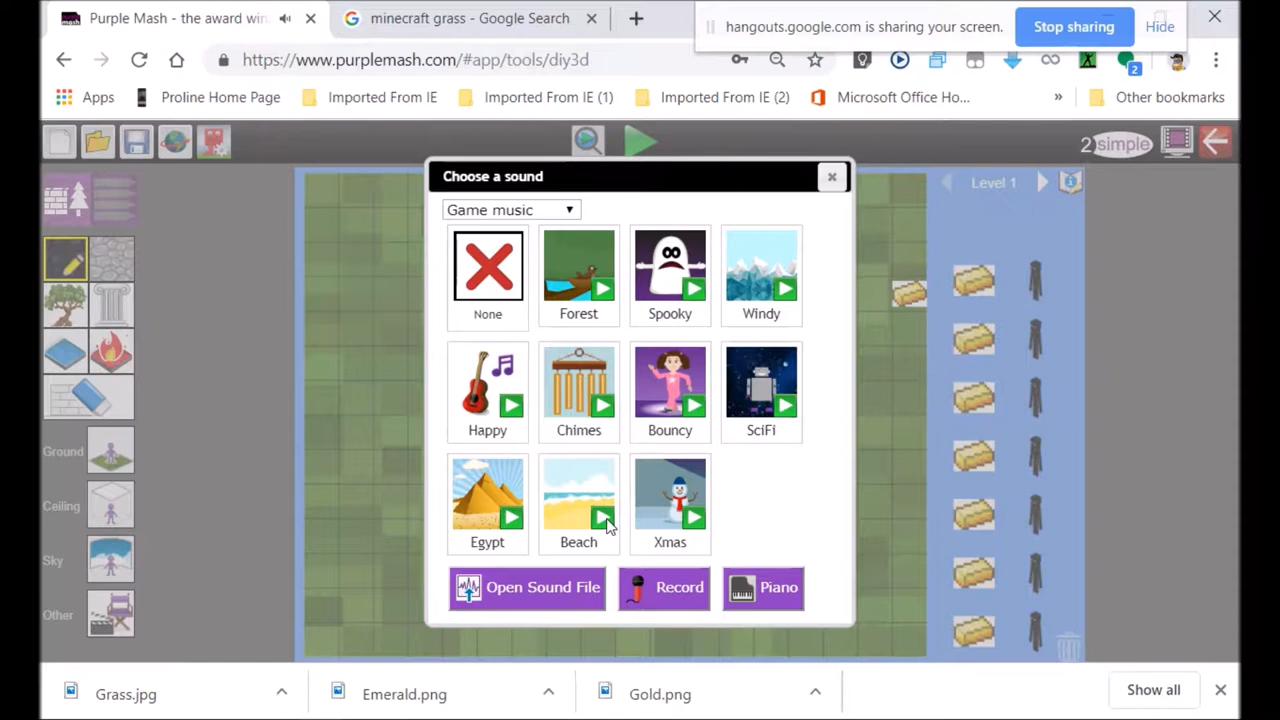 Purple Mash - the award win
minecraft grass - Google Search
hangouts.google.com is sharing your screen.
Stop sharing
Hide
https://www.purplemash.com/#app/tools/diy3d
2
Apps
Proline Home Page
Imported From IE
Imported From IE (1)
Imported From IE (2)
Microsoft Office Ho...
»
Other bookmarks
2simple
Choose a sound
Level 1
Game music
None
Forest
Spooky
Windy
Happy
Chimes
Bouncy
SciFi
Ground
Ceiling
Egypt
Beach
Xmas
Sky
Open Sound File
Record
Piano
Other
Grass.jpg
Emerald.png
Gold.png
Show all